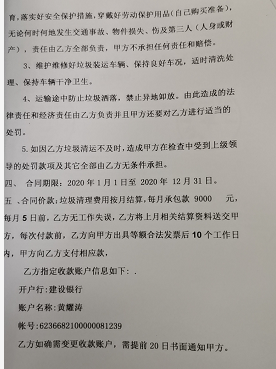 育,落实好安全保护措施,穿戴好劳动保护用品(自己购买准备),
无论何时何地发生交通事故、物件损失、伤及第三人(人身或财
产),责任由乙方全部负责,甲方不承担任何责任和赔偿。
3、维护维修好垃圾装运车辆、保持良好车况,适时清洗处
理、保持车辆干净卫生。
4、运输途中防止垃圾洒落,禁止异地卸放。由此造成的法
律责任和经济责任由乙方负责并且甲方还要对乙方进行适当的
处罚。
5.如因乙方垃圾清运不及时,造成甲方在检查中受到上级领
导的处罚款项及其它全部由乙方无条件承担。
四、合同期限:2020年1月1日至2020年12月31日。
五、合同价款:垃圾清理费用按月结算,每月承包款 9000 元,
每月5日前,乙方无工作失误,乙方将上月相关结算资料送交甲
方,每次付款前,乙方向甲方出具等额合法发票后10个工作日
内,甲方向乙方支付相应款,
乙方指定收款账户信息如下:.
开户行:建设银行
账户名称:黄耀涛
帐号:6236682100000081239
乙方如确需变更收款账户,需提前20日书面通知甲方。